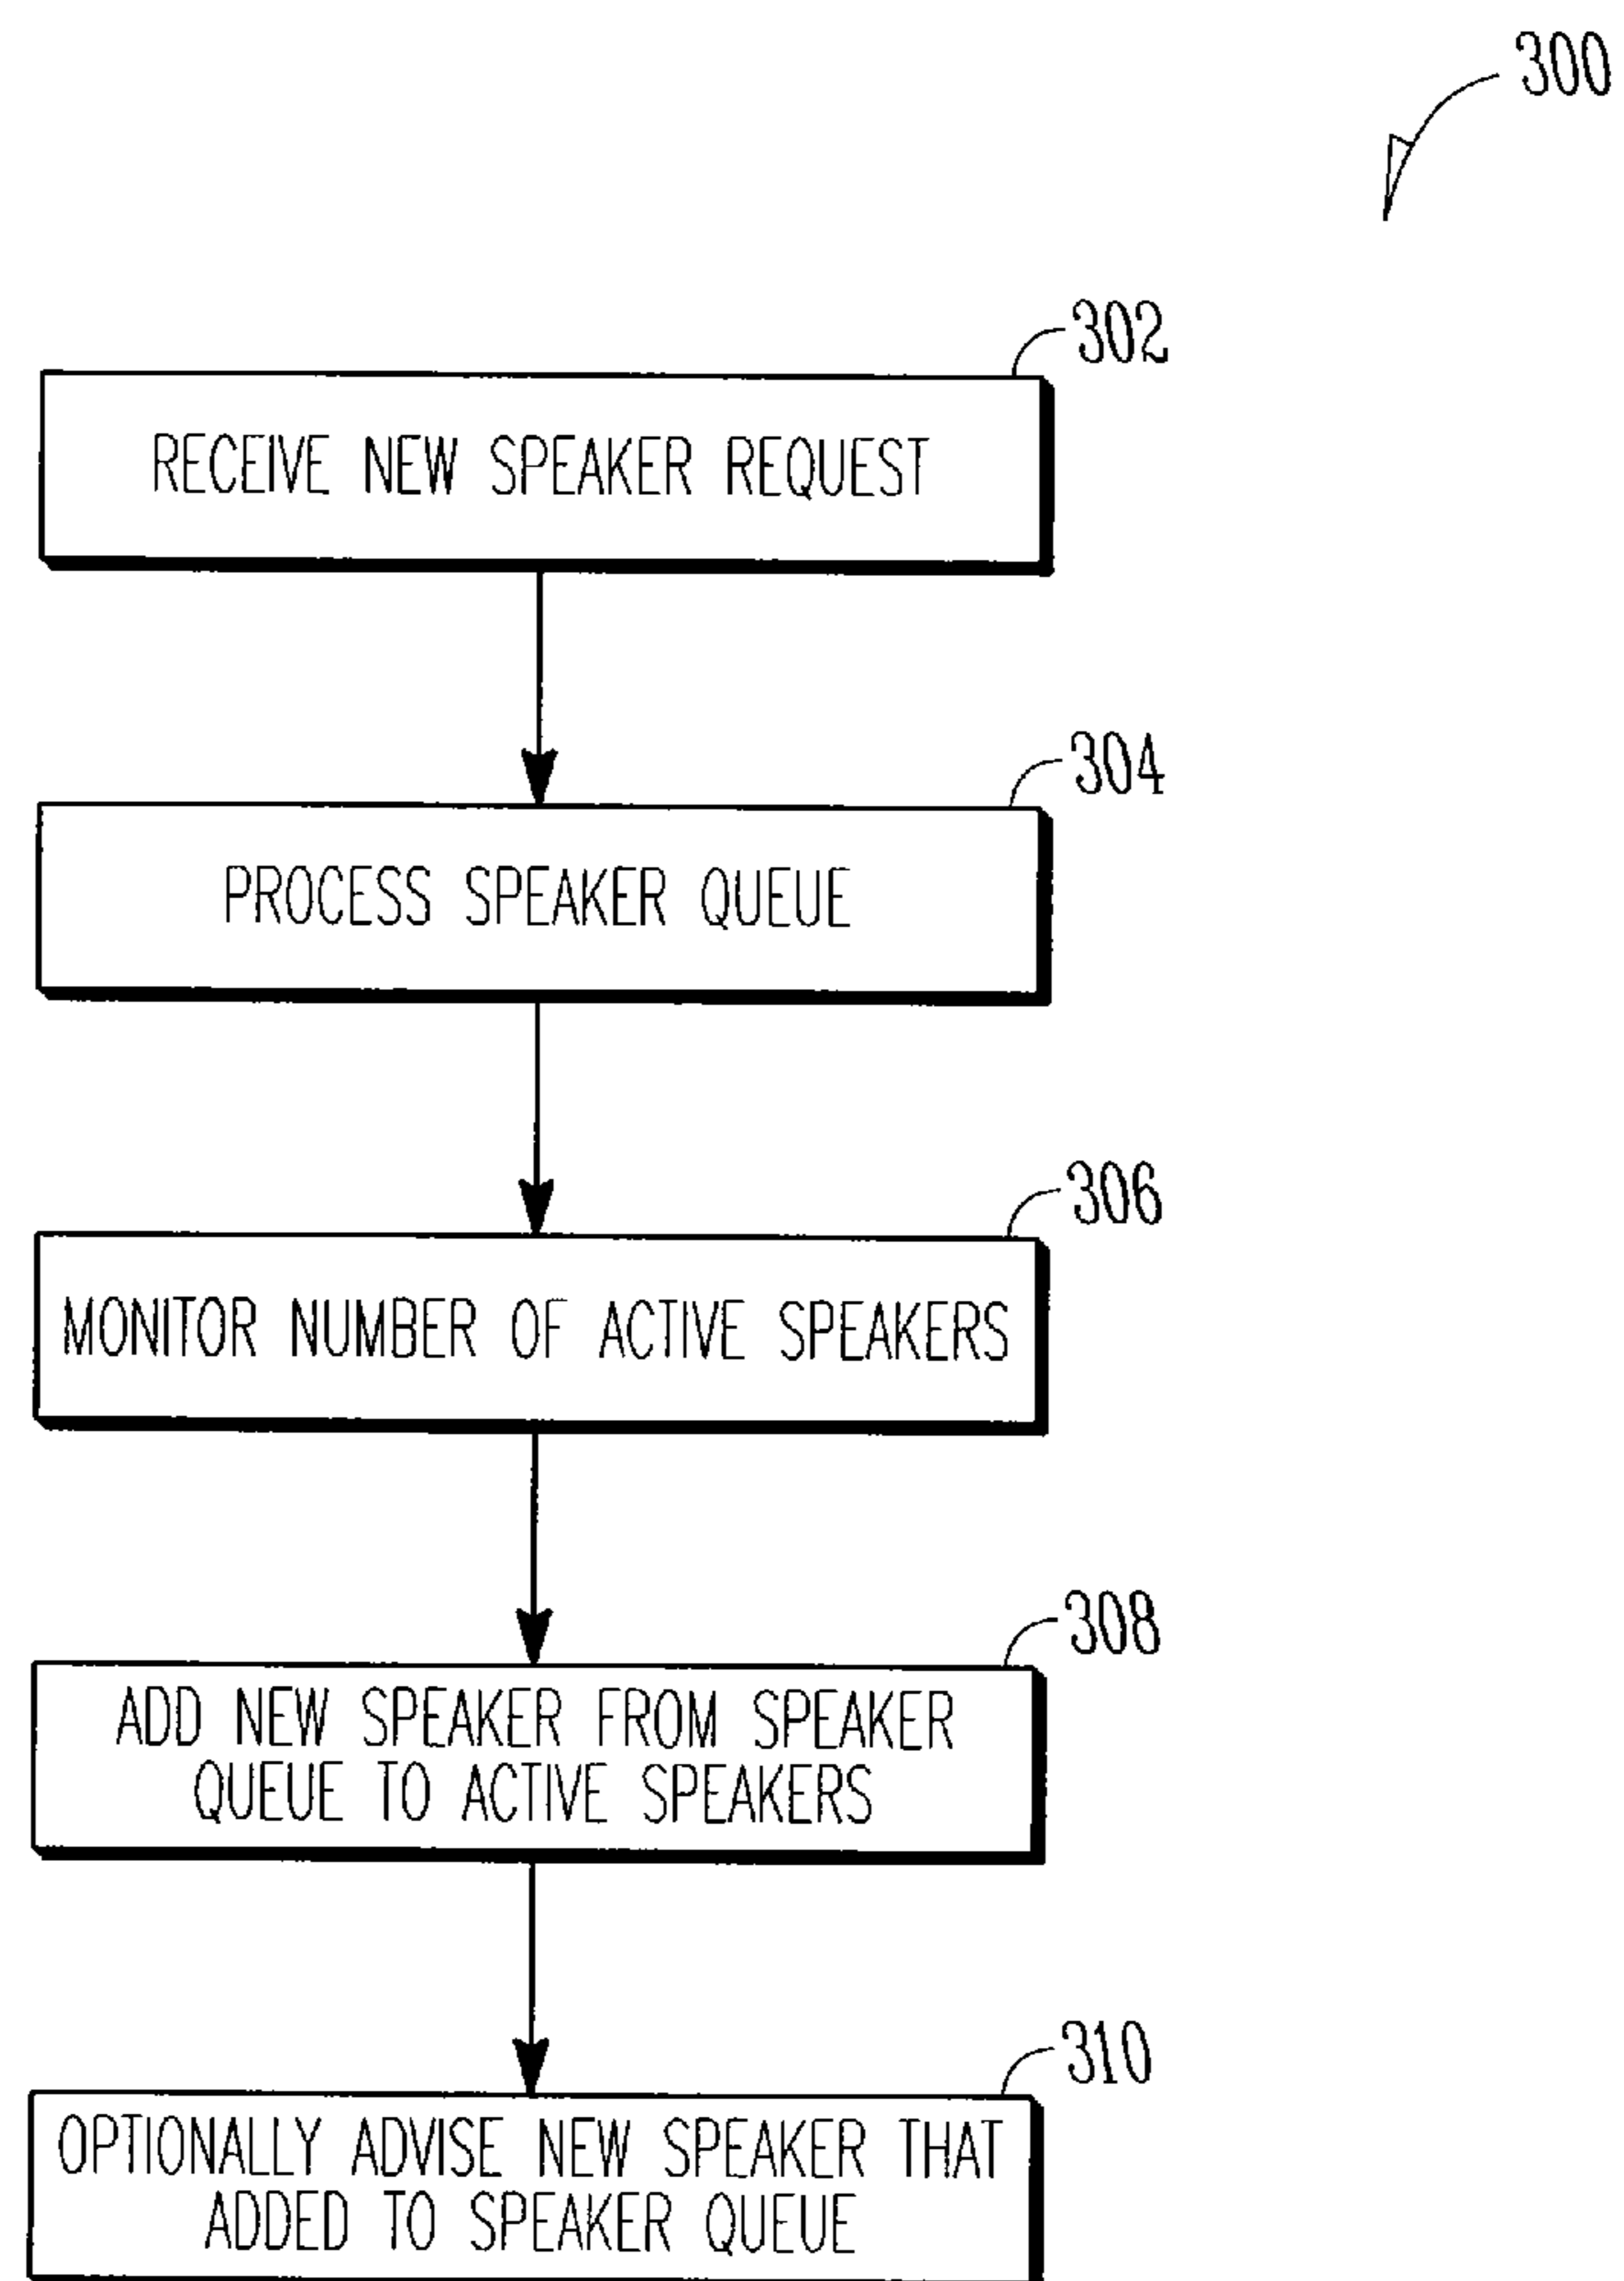 300
302
RECEIVE NEW SPEAKER REQUEST
304
PROCESS SPEAKER QUEUE
306
MONITOR NUMBER OF ACTIVE SPEAKERS
308
ADD NEW SPEAKER FROM SPEAKER
QUEUE TO ACTIVE SPEAKERS
310
OPTIONALLY ADVISE NEW SPEAKER THAT
ADDED TO SPEAKER QUEUE